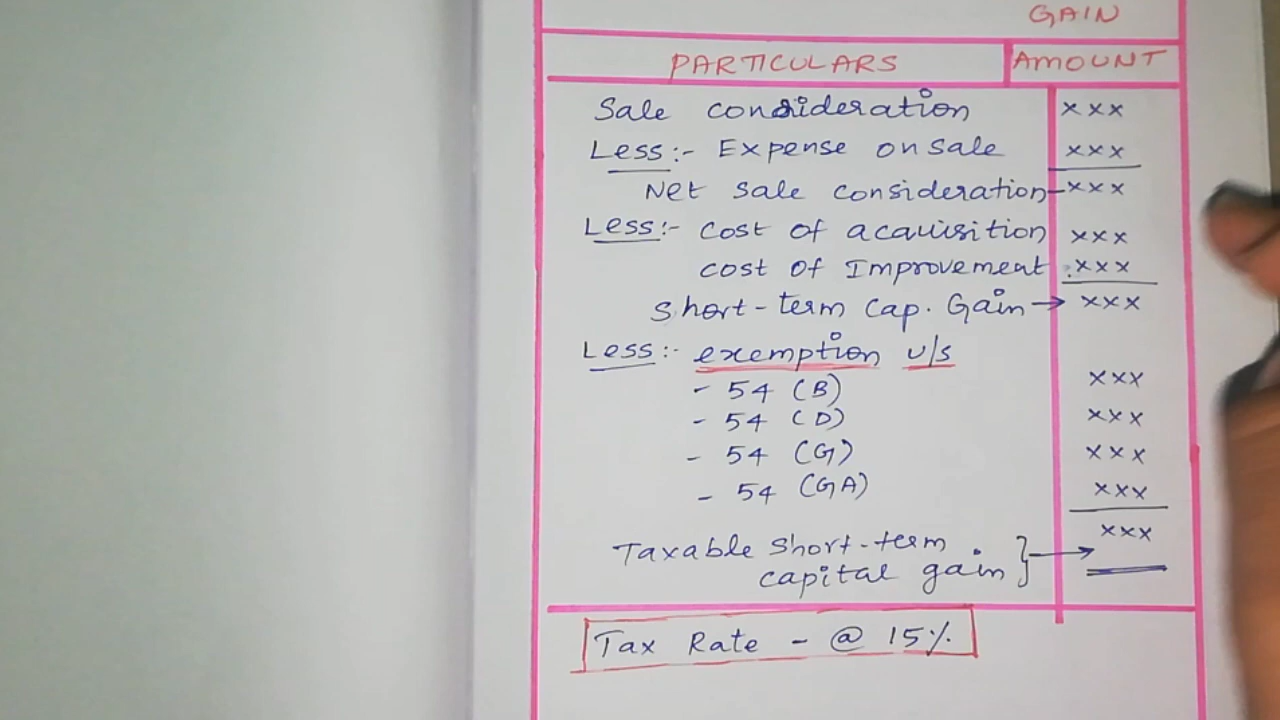 GAIN
PARTICULARS AMOUNT
Sale consideration xxx
Less:- Expense on sale xxx
Net sale consideration - xxx
Less:- cost of acquisition xxx
cost of Improvement xxx
Short-term Cap. Gain → xxx
Less:- exemption u/s
- 54 (B) xxx
- 54 (D) xxx
- 54 (G) xxx
- 54 (GA) xxx
Taxable short-term } → xxx
capital gain
Tax Rate - @ 15%.